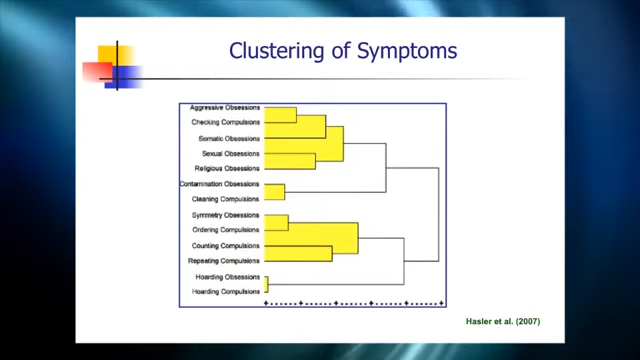 Clustering of Symptoms
Aggressive Obsessions
Checking Compulsions
Somatic Obsessions
Sexual Obsessions
Religious Obsessions
Contamination Obsessions
Cleaning Compulsions
Symmetry Obsessions
Ordering Compulsions
Counting Compulsions
Repeating Compulsions
Hoarding Obsessions
Hoarding Compulsions
Hasler et al. (2007)